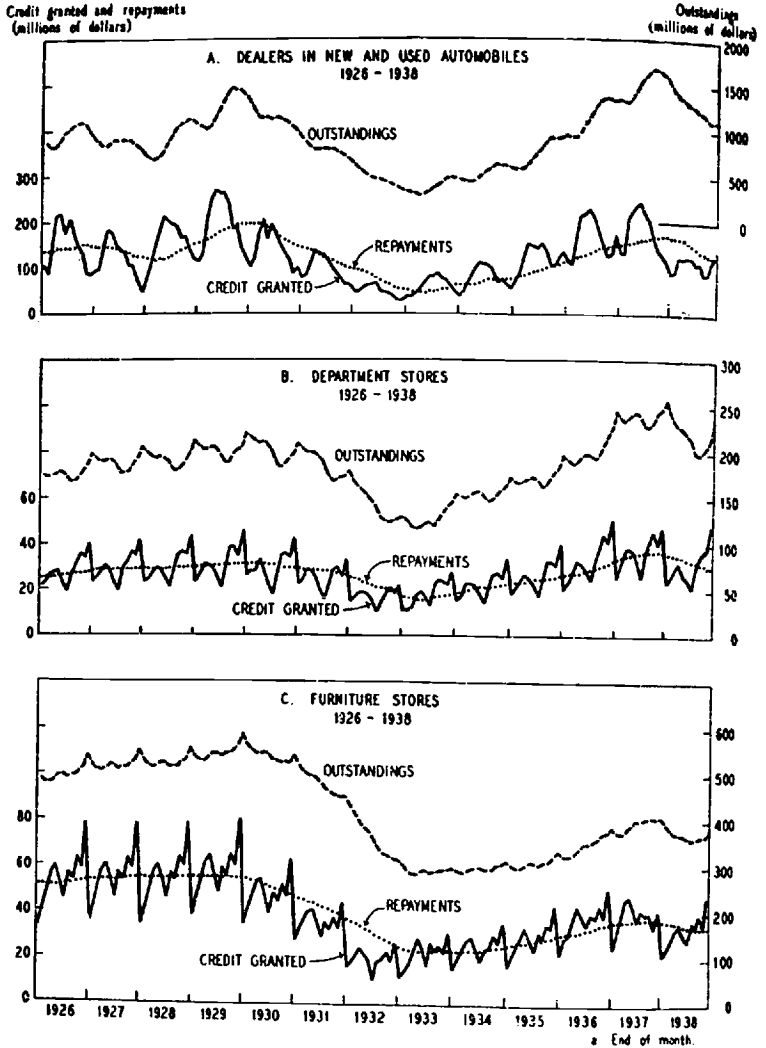 Credit granted and repayments
(millions of dollars)
Outstandings
(millions of dollars)
A. DEALERS IN NEW AND USED AUTOMOBILES
1928 - 1938
OUTSTANDINGS
REPAYMENTS
CREDIT GRANTED
300
200
100
0
2000
1500
1000
500
0
B. DEPARTMENT STORES
1926 - 1938
OUTSTANDINGS
REPAYMENTS
CREDIT GRANTED
60
40
20
0
300
250
200
150
100
50
0
C. FURNITURE STORES
1926 - 1938
OUTSTANDINGS
REPAYMENTS
CREDIT GRANTED
80
60
40
20
0
600
500
400
300
200
100
0
1926 1927 1928 1929 1930 1931 1932 1933 1934 1935 1936 1937 1938
a End of month.